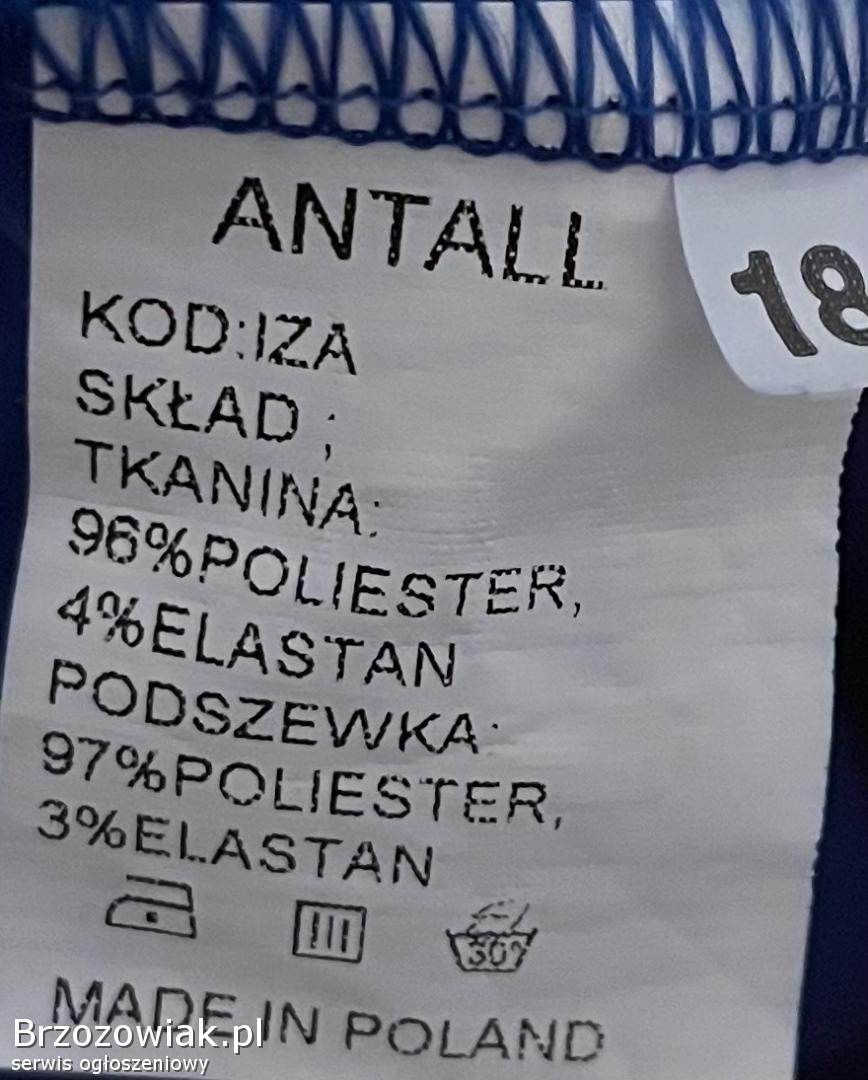 ANTALL
18
KOD:IZA
SKŁAD ;
TKANINA:
96%POLIESTER,
4%ELASTAN
PODSZEWKA:
97%POLIESTER,
3%ELASTAN
30?
MADE IN POLAND
Brzozowiak.pl
serwis ogłoszeniowy